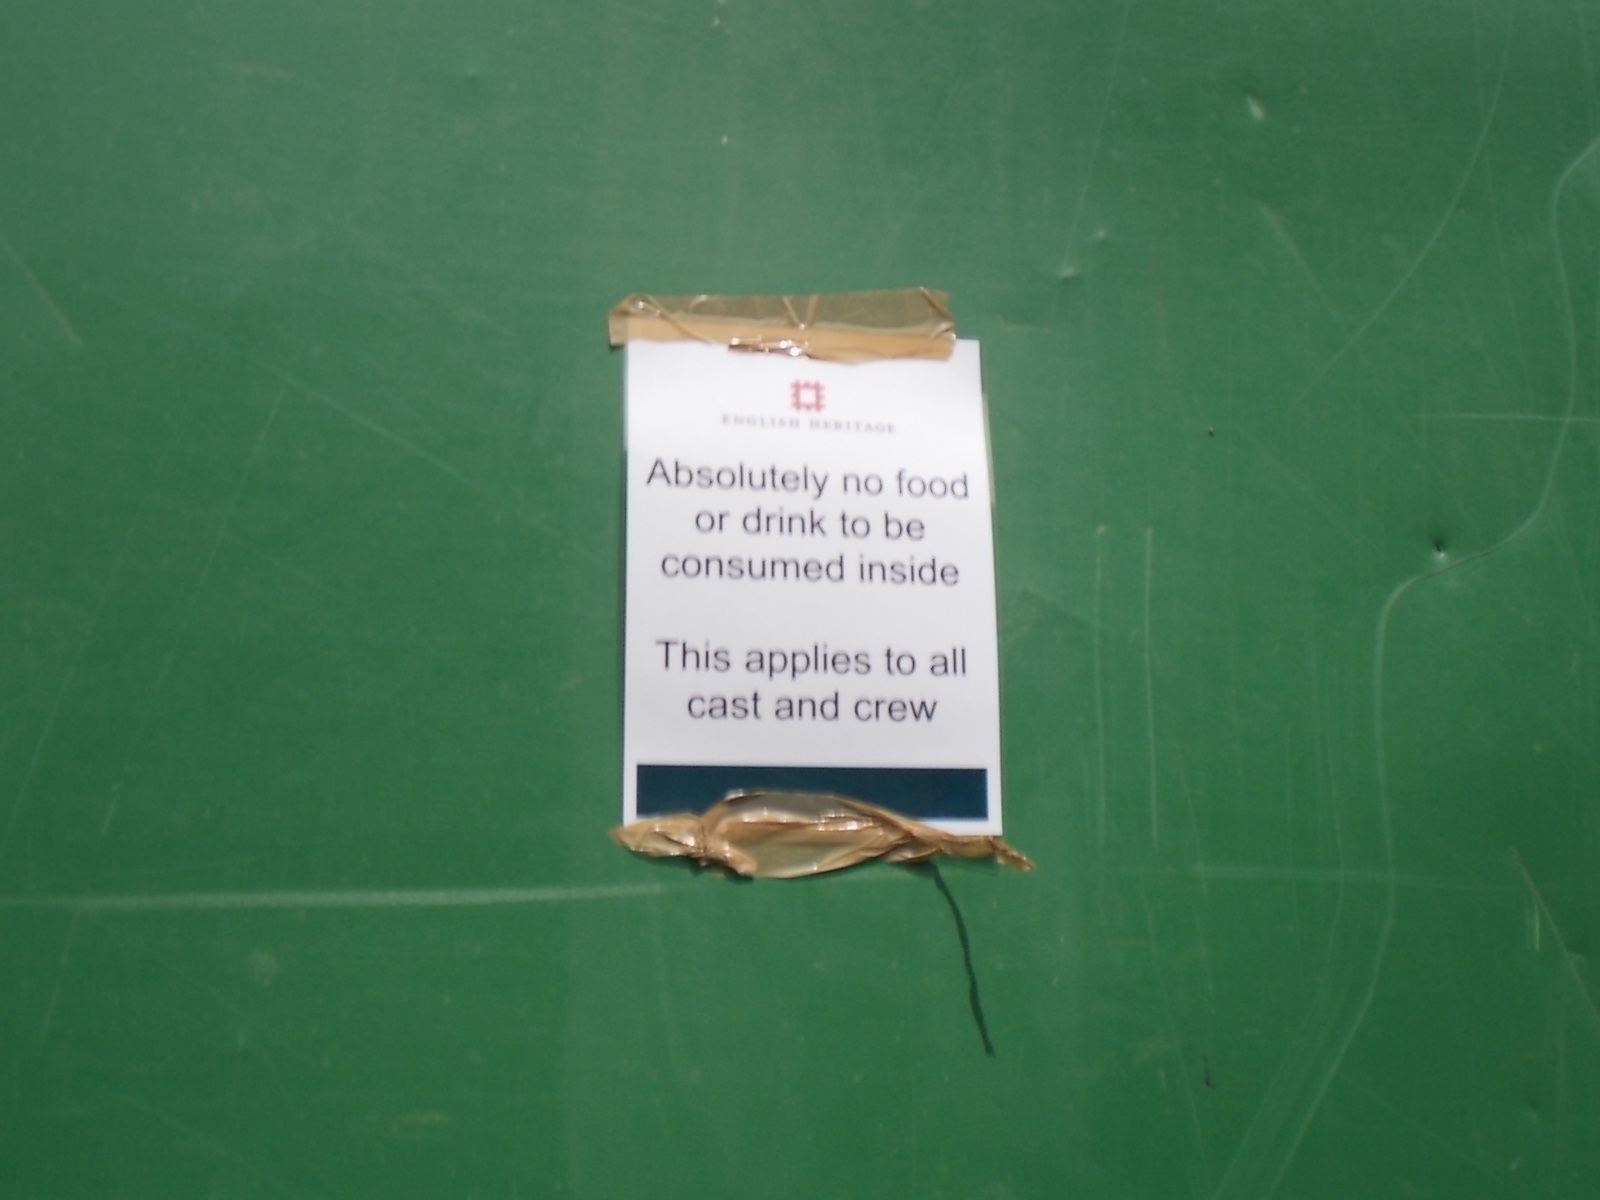 ENGLISH HERITAGE
Absolutely no food
or drink to be
consumed inside
This applies to all
cast and crew